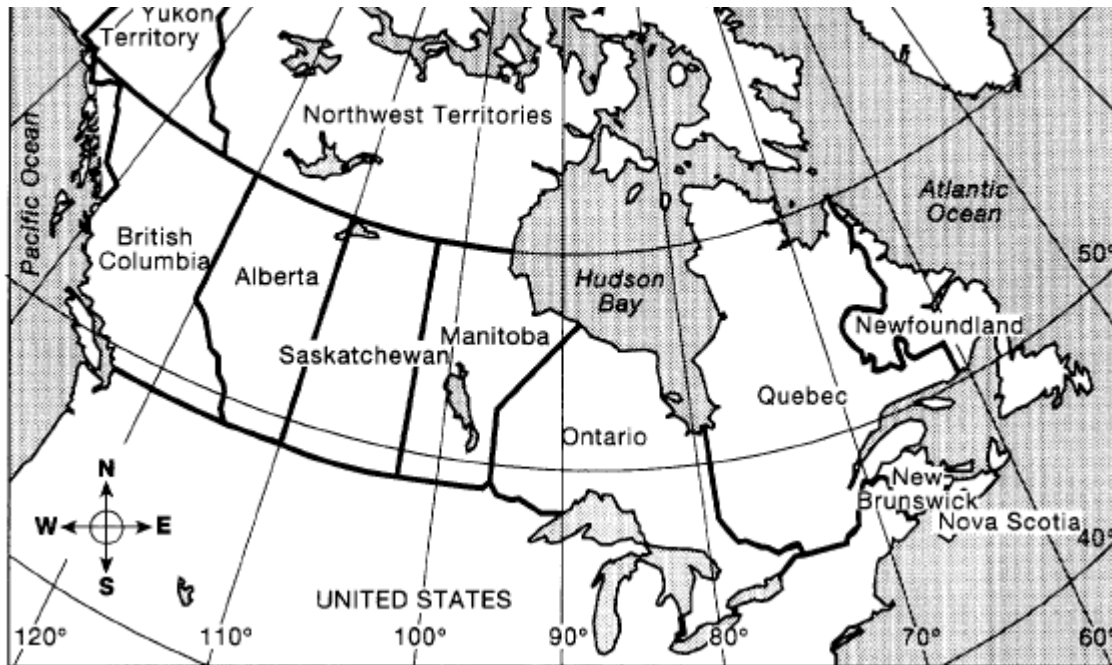 Yukon
Territory
Northwest Territories
Pacific Ocean
Atlantic
Ocean
British
Columbia
Alberta
Hudson
Bay
50°
Saskatchewan
Manitoba
Newfoundland
Quebec
Ontario
N
W
E
S
New
Brunswick
Nova Scotia
40°
UNITED STATES
120°
110°
100°
90°
80°
70°
60°